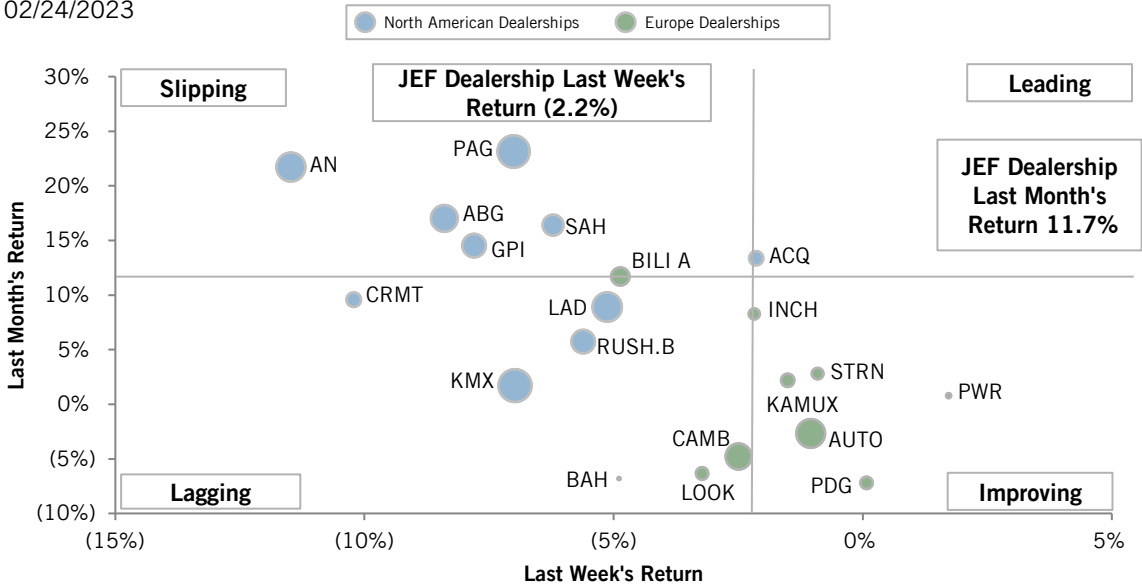 02/24/2023
North American Dealerships
Europe Dealerships
30%
25%
20%
15%
10%
5%
0%
(5%)
(10%)
Last Month's Return
Slipping
JEF Dealership Last Week's
Return (2.2%)
Leading
JEF Dealership
Last Month's
Return 11.7%
AN
PAG
ABG
GPI
SAH
BILI A
ACQ
CRMT
LAD
INCH
RUSH.B
KMX
STRN
KAMUX
PWR
CAMB
AUTO
BAH
LOOK
PDG
Lagging
Improving
(15%)
(10%)
(5%)
0%
5%
Last Week's Return